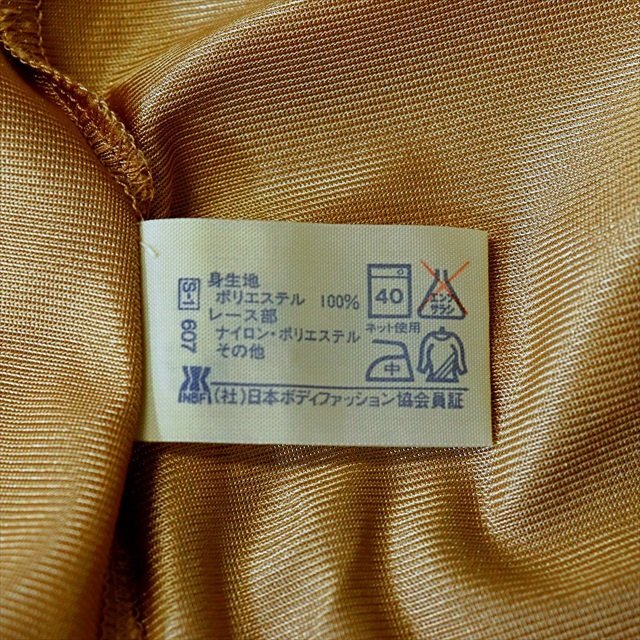 身生地
ポリエステル 100%
レース部
ナイロン・ポリエステル
その他
S-1 607
40
ネット使用
エンソ
サラシ
中
NBF (社)日本ボディファッション協会員証